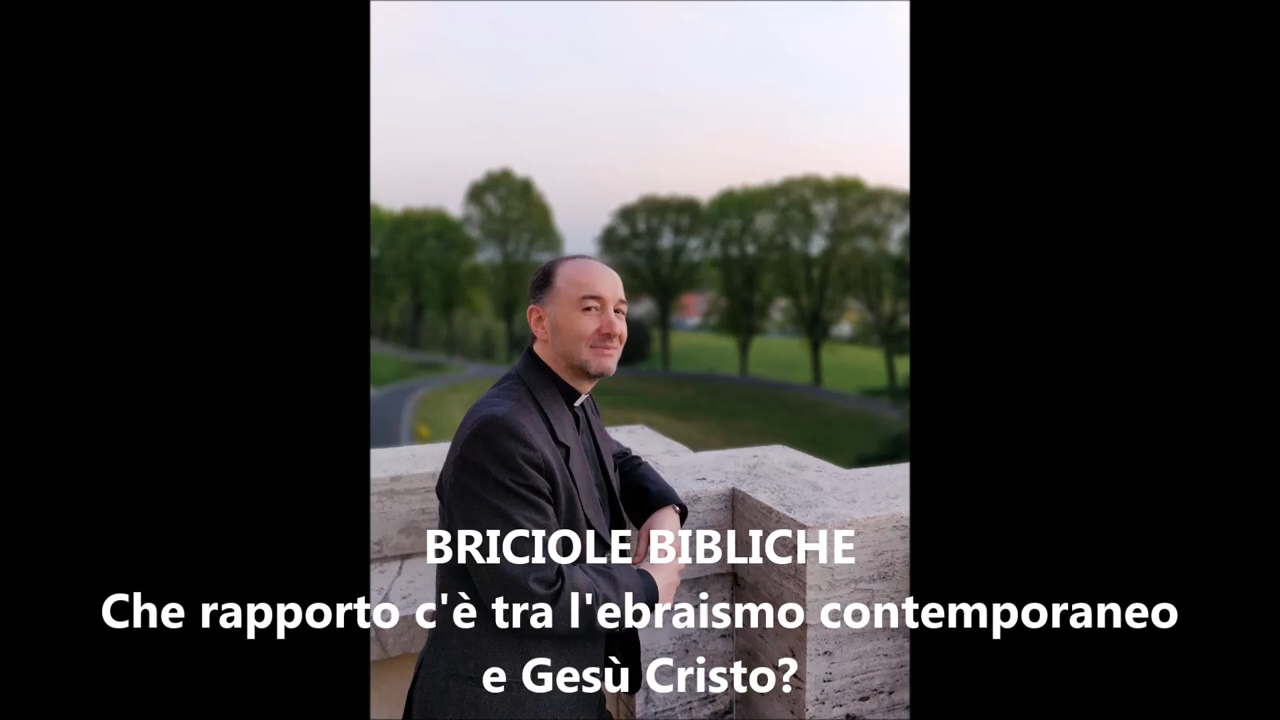 BRICIOLE BIBLICHE
Che rapporto c'è tra l'ebraismo contemporaneo
e Gesù Cristo?